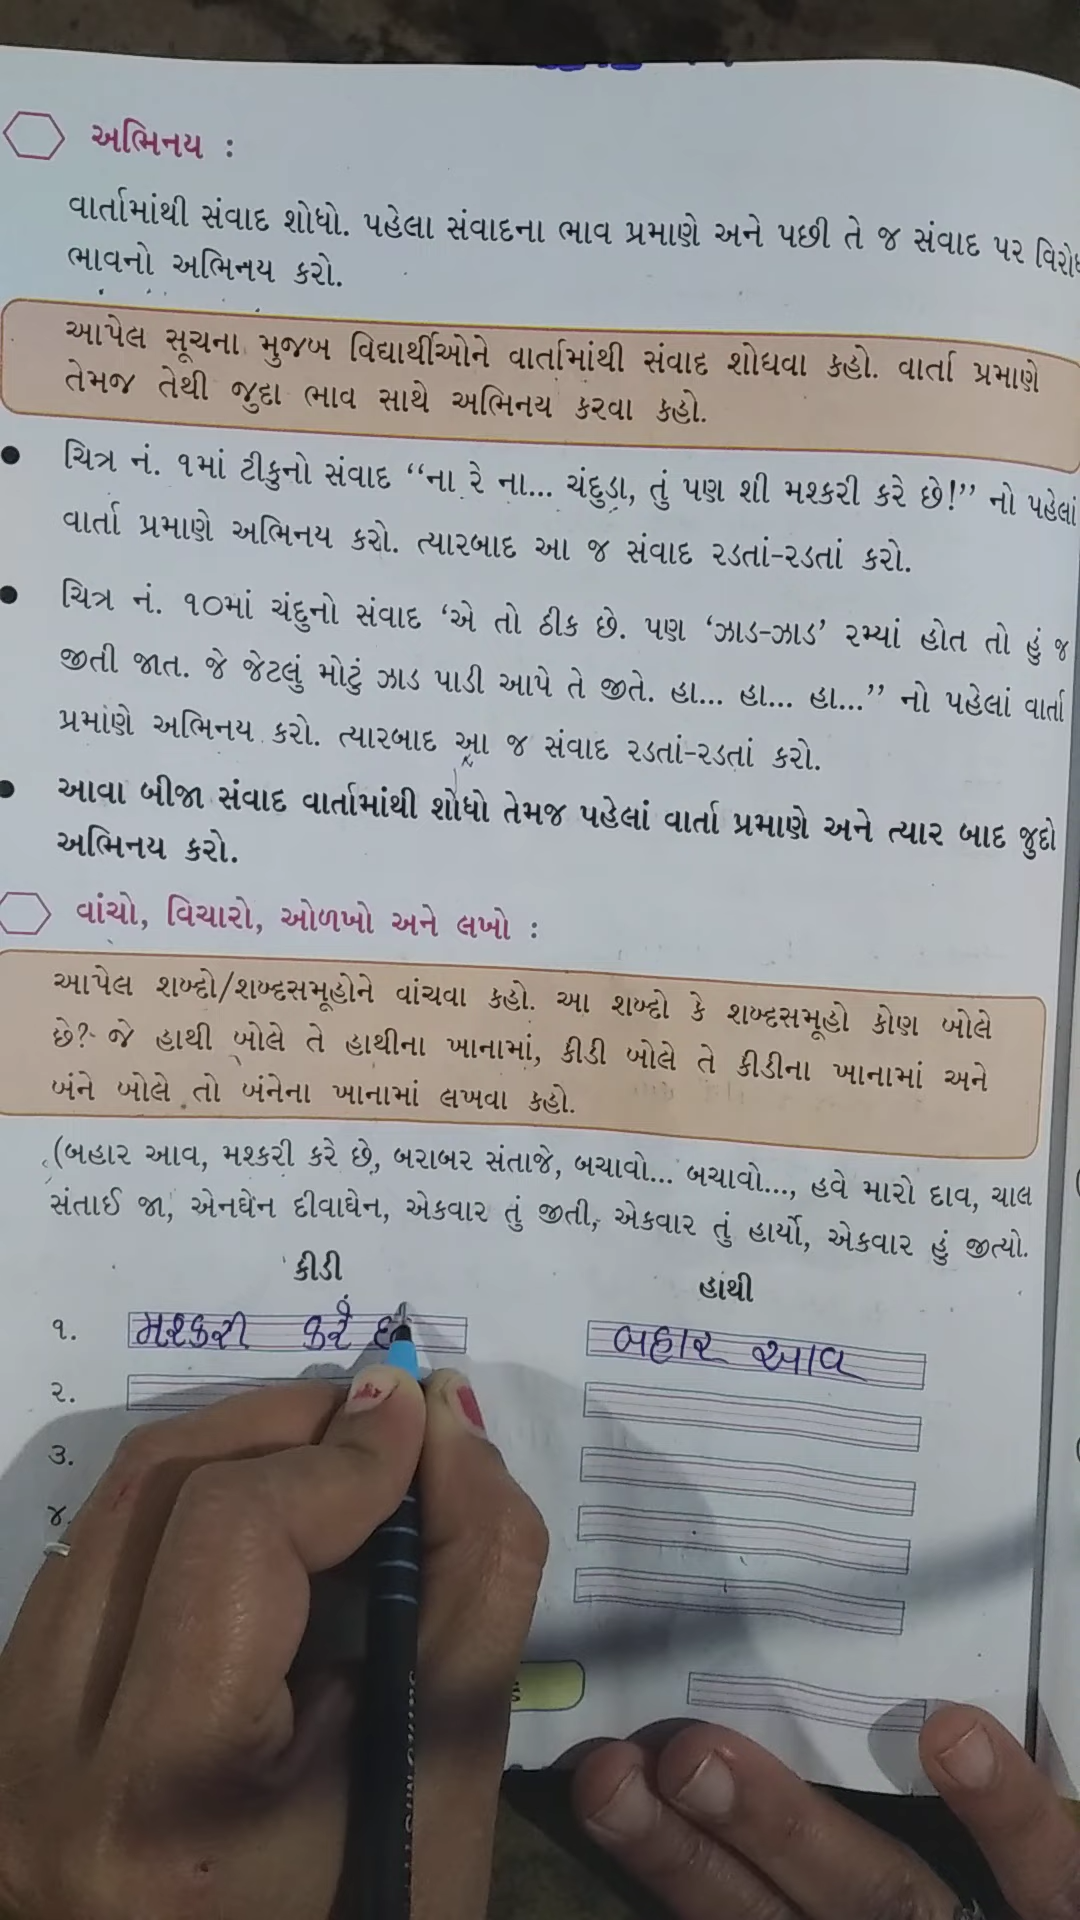 અભિનય :
વાર્તામાંથી સંવાદ શોધો. પહેલા સંવાદના ભાવ પ્રમાણે અને પછી તે જ સંવાદ પર
ભાવનો અભિનય કરો.
આપેલ સૂચના મુજબ વિદ્યાર્થીઓને વાર્તામાંથી સંવાદ શોધવા કહો. વાર્તા પ્રમાણે
તેમજ તેથી જુદા ભાવ સાથે અભિનય કરવા કહો.
• ચિત્ર નં. ૧માં ટીકુનો સંવાદ “ના રે ના... ચંદુડા, તું પણ શી મશ્કરી કરે છે!” નો પહેલાં
વાર્તા પ્રમાણે અભિનય કરો. ત્યારબાદ આ જ સંવાદ રડતાં-રડતાં કરો.
• ચિત્ર નં. ૧૦માં ચંદુનો સંવાદ ‘એ તો ઠીક છે. પણ ‘ઝાડ-ઝાડ’ રમ્યાં હોત તો હું જ
જીતી જાત. જે જેટલું મોટું ઝાડ પાડી આપે તે જીતે. હા... હા... હા...” નો પહેલાં વાર્તા
પ્રમાણે અભિનય કરો. ત્યારબાદ આ જ સંવાદ રડતાં-રડતાં કરો.
• આવા બીજા સંવાદ વાર્તામાંથી શોધો તેમજ પહેલાં વાર્તા પ્રમાણે અને ત્યાર બાદ જુદો
અભિનય કરો.
વાંચો, વિચારો, ઓળખો અને લખો :
આપેલ શબ્દો/શબ્દસમૂહોને વાંચવા કહો. આ શબ્દો કે શબ્દસમૂહો કોણ બોલે
છે? જે હાથી બોલે તે હાથીના ખાનામાં, કીડી બોલે તે કીડીના ખાનામાં અને
બંને બોલે તો બંનેના ખાનામાં લખવા કહો.
(બહાર આવ, મશ્કરી કરે છે, બરાબર સંતાજે, બચાવો... બચાવો..., હવે મારો દાવ, ચાલ
સંતાઈ જા, એનઘેન દીવાઘેન, એકવાર તું જીતી, એકવાર તું હાર્યો, એકવાર હું જીત્યો.
કીડી હાથી
૧. મશ્કરી કરે બહાર આવ
૨.
૩.
૪.